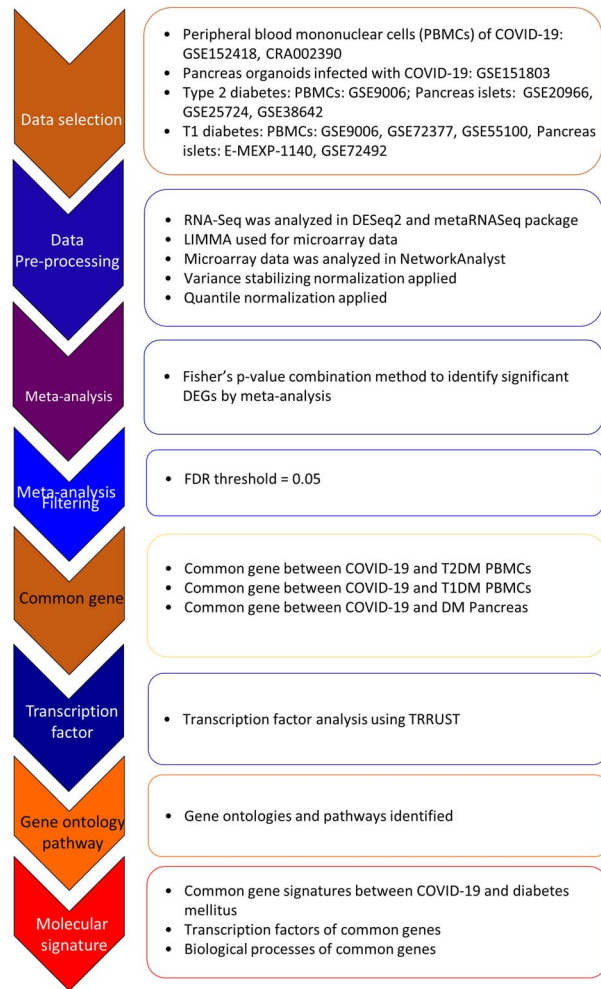 Data selection
• Peripheral blood mononuclear cells (PBMCs) of COVID-19:
GSE152418, CRA002390
• Pancreas organoids infected with COVID-19: GSE151803
• Type 2 diabetes: PBMCs: GSE9006; Pancreas islets: GSE20966,
GSE25724, GSE38642
• T1 diabetes: PBMCs: GSE9006, GSE72377, GSE55100, Pancreas
islets: E-MEXP-1140, GSE72492
Data
Pre-processing
• RNA-Seq was analyzed in DESeq2 and metaRNASeq package
• LIMMA used for microarray data
• Microarray data was analyzed in NetworkAnalyst
• Variance stabilizing normalization applied
• Quantile normalization applied
Meta-analysis
• Fisher’s p-value combination method to identify significant
DEGs by meta-analysis
Meta-analysis
Filtering
• FDR threshold = 0.05
Common gene
• Common gene between COVID-19 and T2DM PBMCs
• Common gene between COVID-19 and T1DM PBMCs
• Common gene between COVID-19 and DM Pancreas
Transcription
factor
• Transcription factor analysis using TRRUST
Gene ontology
pathway
• Gene ontologies and pathways identified
Molecular
signature
• Common gene signatures between COVID-19 and diabetes
mellitus
• Transcription factors of common genes
• Biological processes of common genes